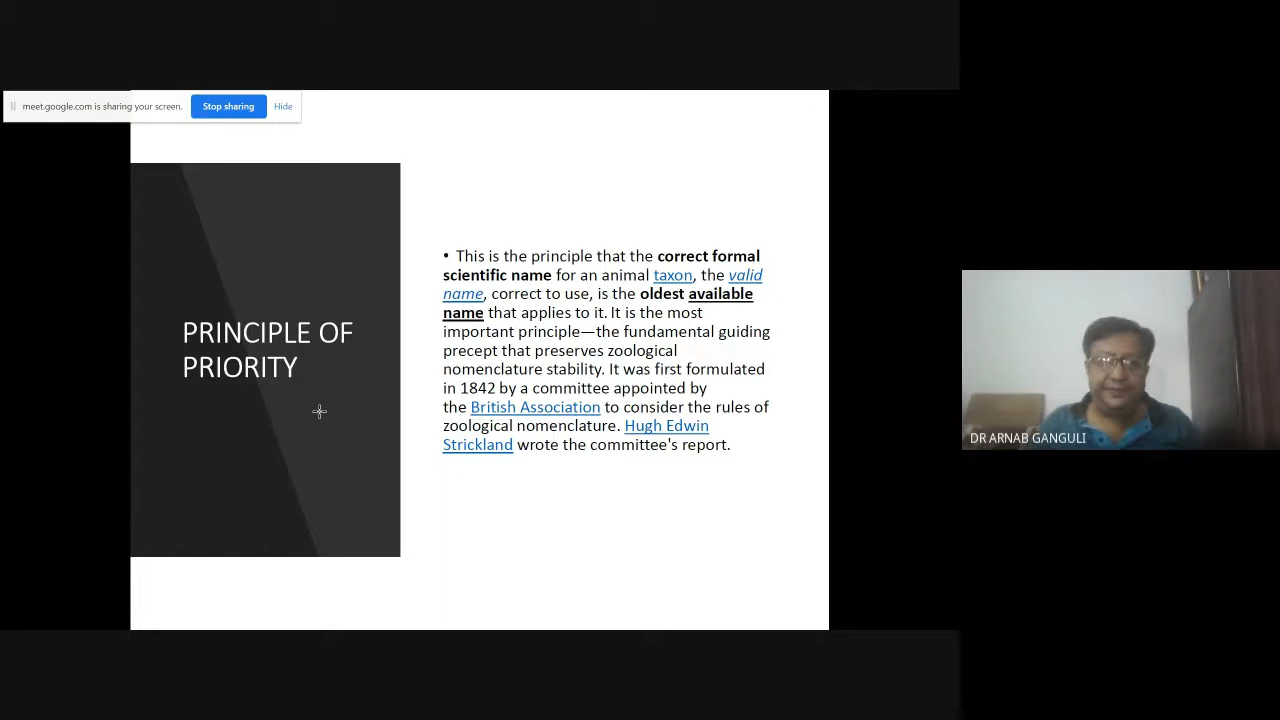 meet.google.com is sharing your screen. Stop sharing Hide
PRINCIPLE OF
PRIORITY
• This is the principle that the correct formal
scientific name for an animal taxon, the valid
name, correct to use, is the oldest available
name that applies to it. It is the most
important principle—the fundamental guiding
precept that preserves zoological
nomenclature stability. It was first formulated
in 1842 by a committee appointed by
the British Association to consider the rules of
zoological nomenclature. Hugh Edwin
Strickland wrote the committee's report.
DR ARNAB GANGULI